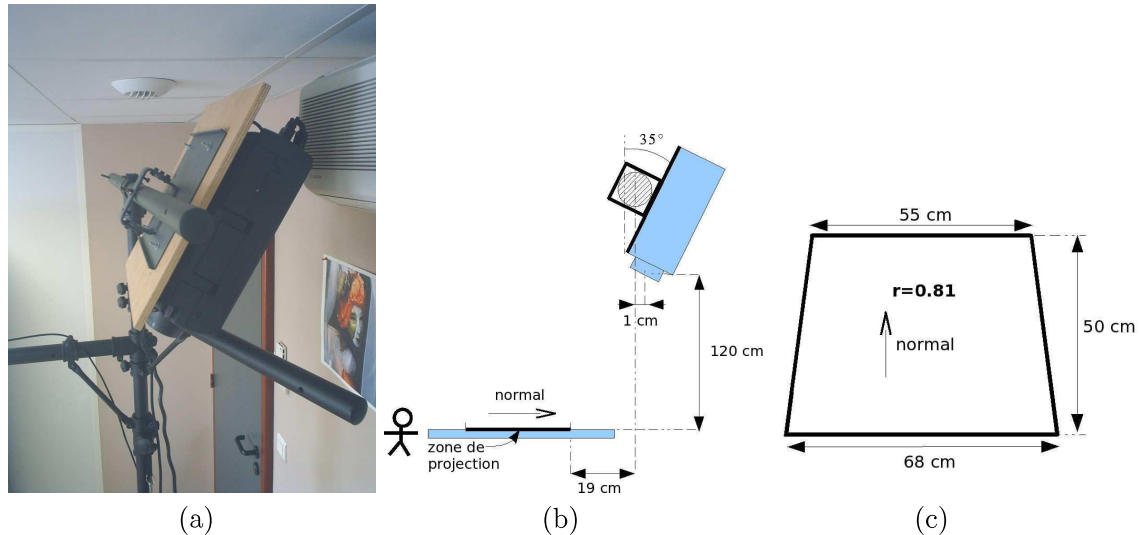 35°
1 cm
120 cm
normal
zone de
projection
19 cm
55 cm
r=0.81
normal
50 cm
68 cm
(a)
(b)
(c)